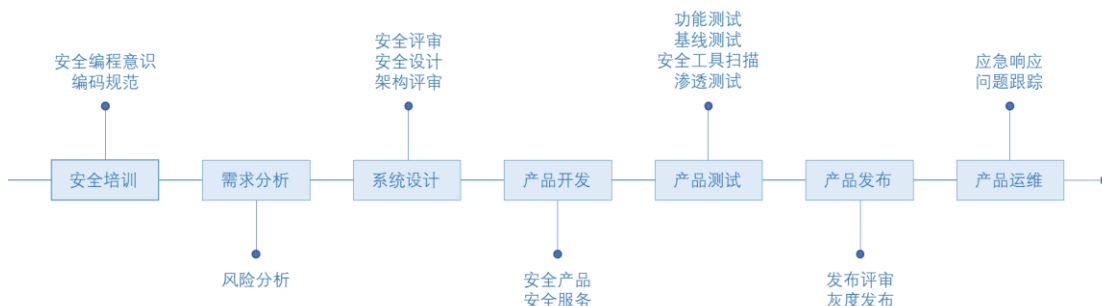 安全编程意识
编码规范
安全评审
安全设计
架构评审
功能测试
基线测试
安全工具扫描
渗透测试
应急响应
问题跟踪
安全培训
需求分析
系统设计
产品开发
产品测试
产品发布
产品运维
风险分析
安全产品
安全服务
发布评审
灰度发布